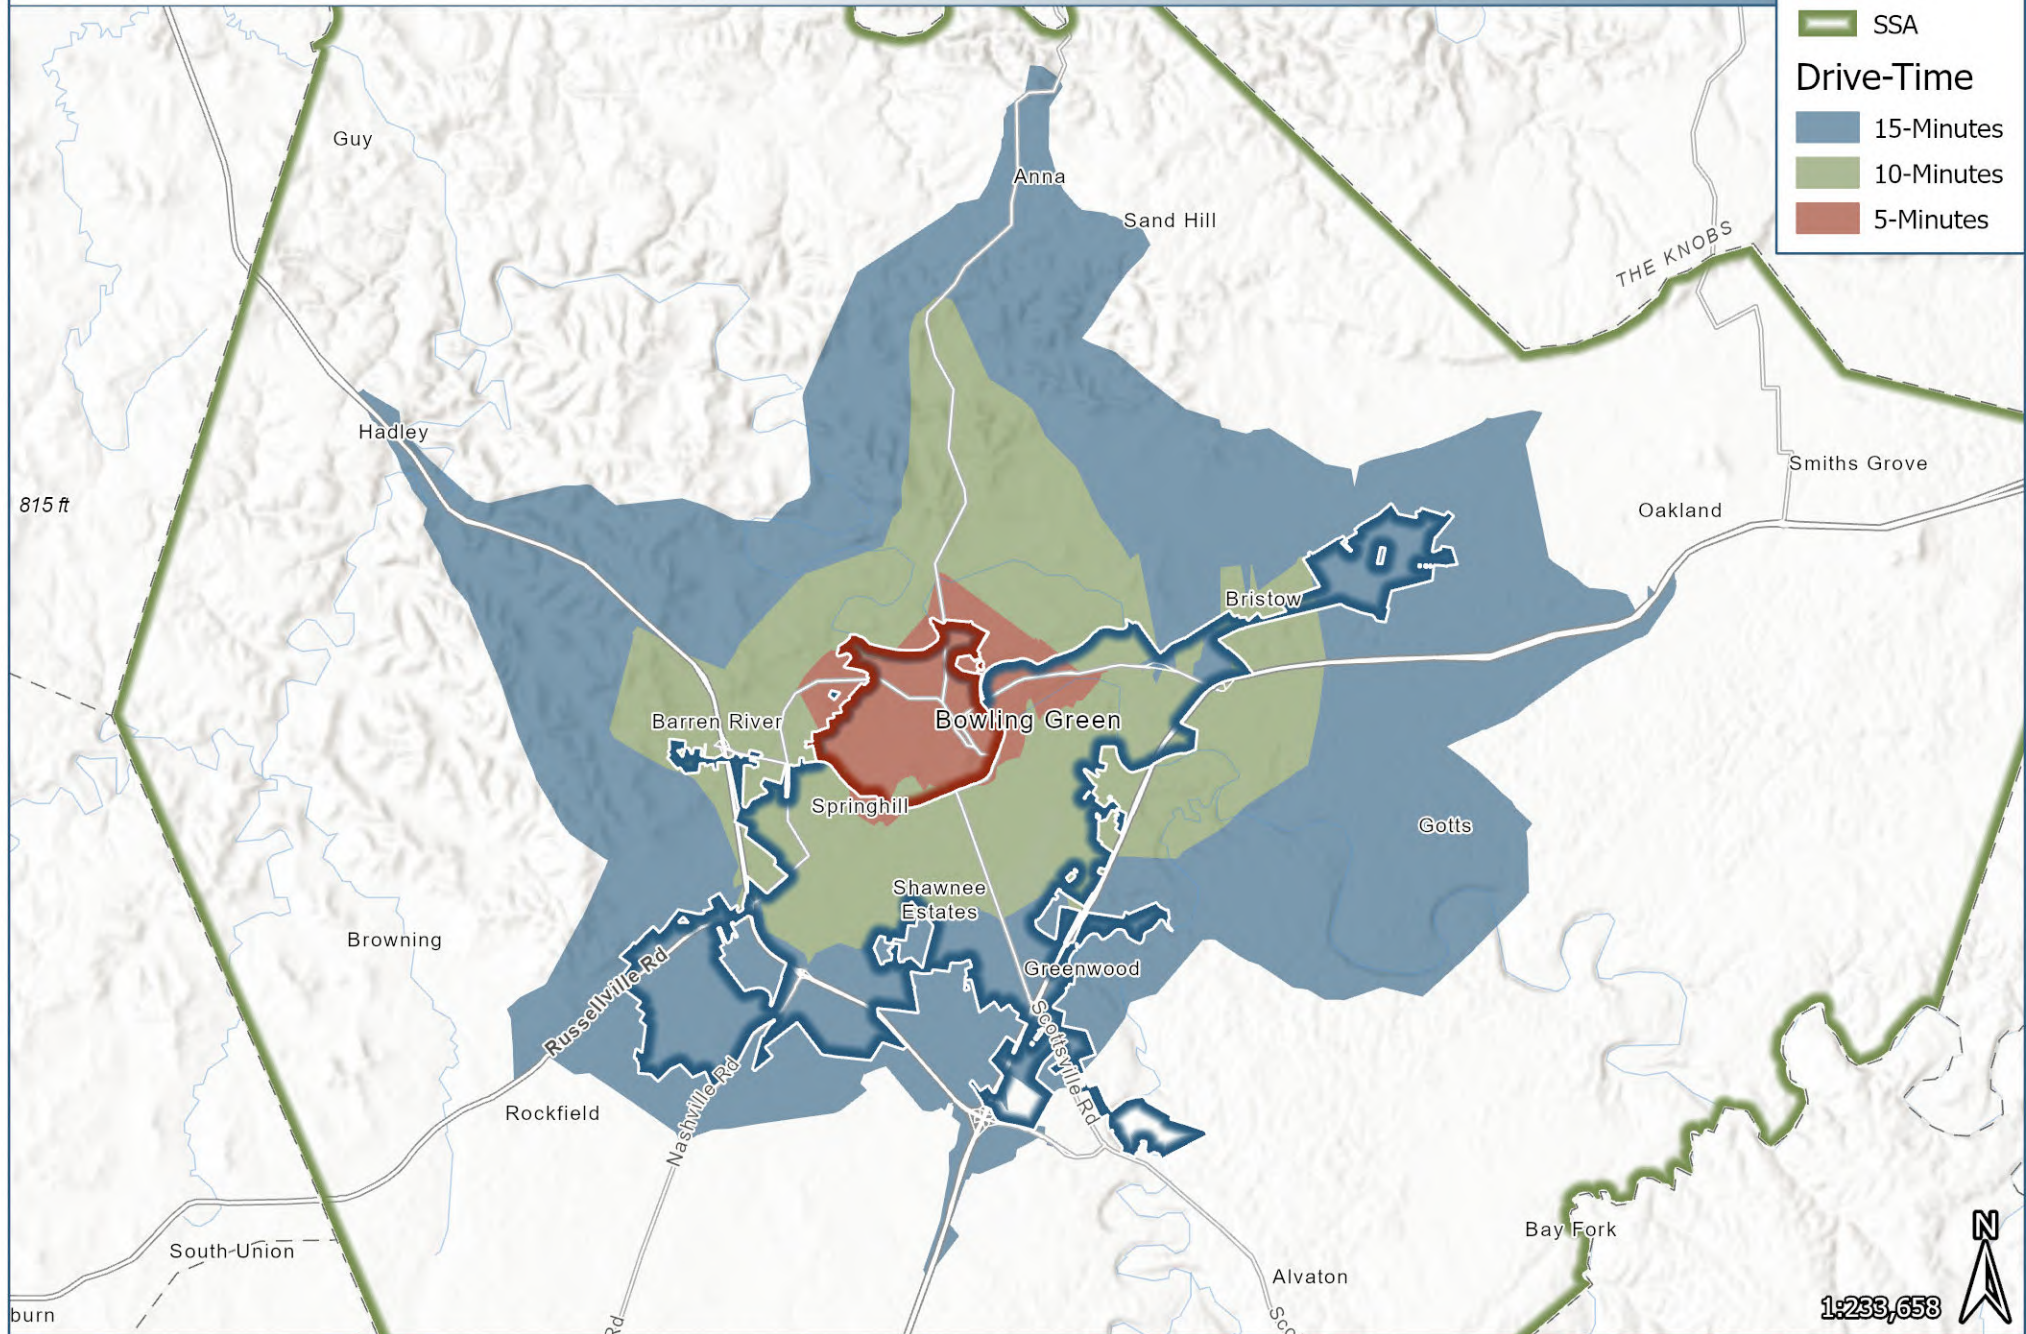 SSA
Drive-Time
15-Minutes
10-Minutes
5-Minutes
Guy
Anna
Sand Hill
THE KNOBS
Hadley
Smiths Grove
815 ft
Oakland
Bristow
Barren River
Bowling Green
Springhill
Gotts
Shawnee
Estates
Browning
Greenwood
Russellville Rd
Scottsville Rd
Nashville Rd
Rockfield
Bay Fork
N
South Union
Alvaton
1:233,658
burn
Rd
Sco